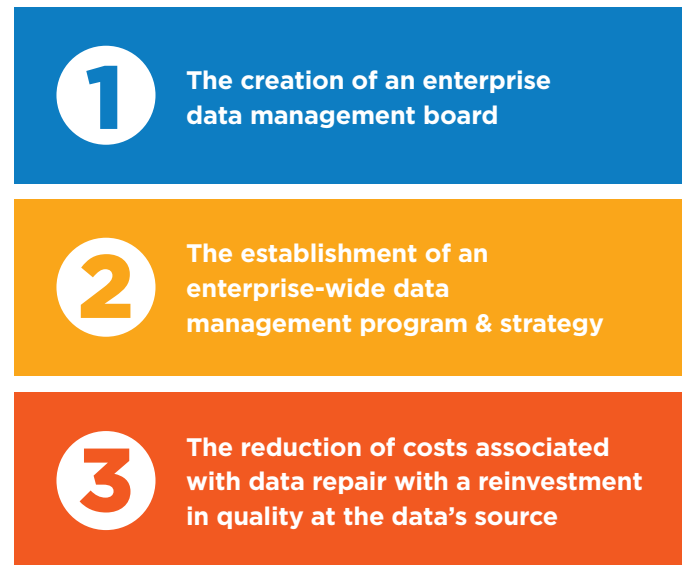 1
The creation of an enterprise
data management board
2
The establishment of an
enterprise-wide data
management program & strategy
3
The reduction of costs associated
with data repair with a reinvestment
in quality at the data’s source